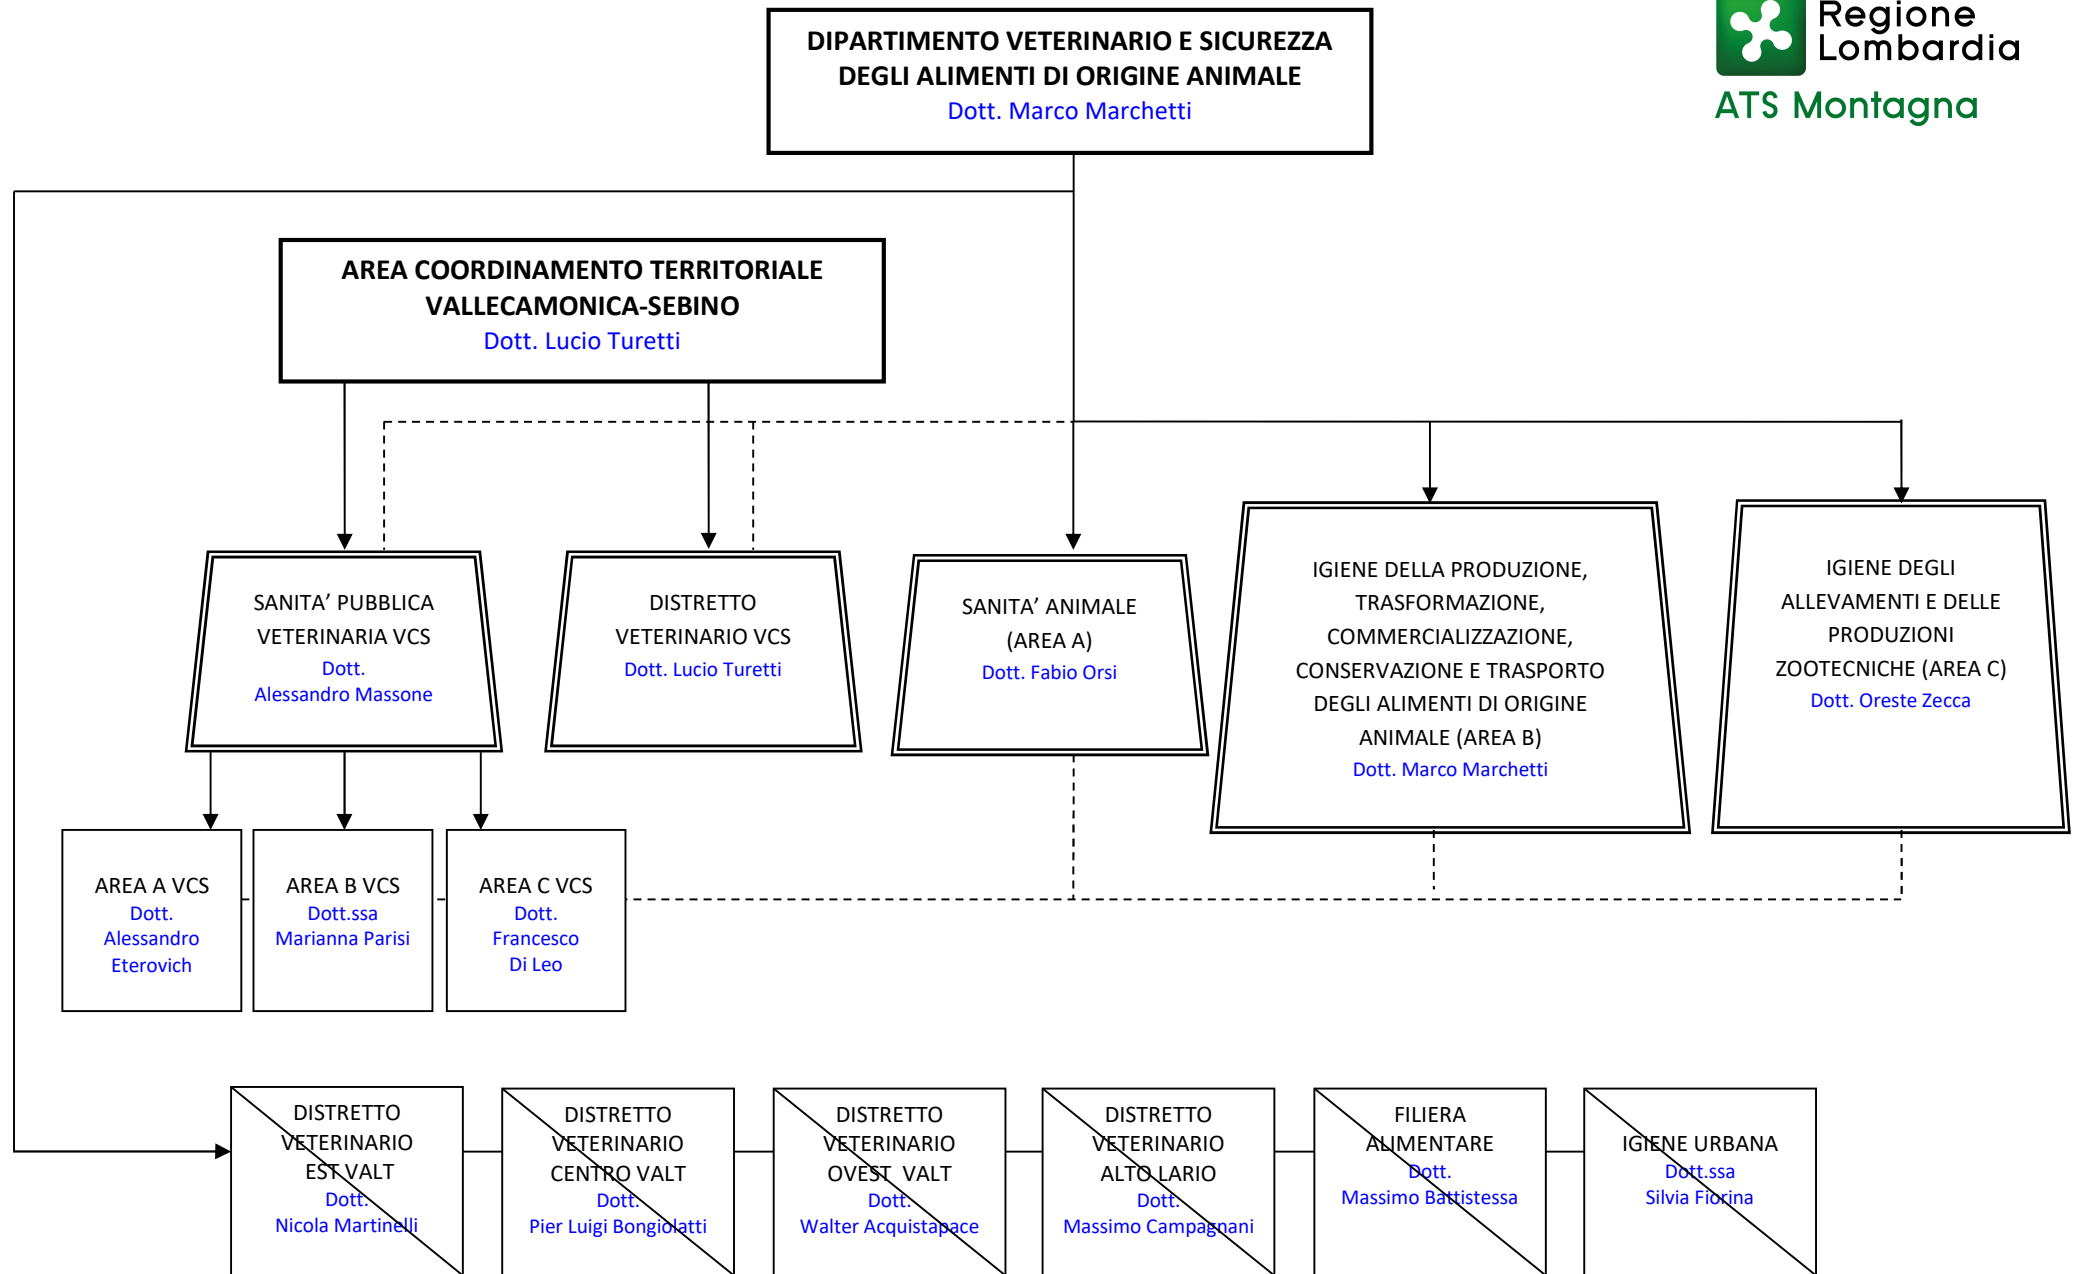 DIPARTIMENTO VETERINARIO E SICUREZZA
DEGLI ALIMENTI DI ORIGINE ANIMALE
Dott. Marco Marchetti
Regione
Lombardia
ATS Montagna
AREA COORDINAMENTO TERRITORIALE
VALLECAMONICA-SEBINO
Dott. Lucio Turetti
SANITA’ PUBBLICA
VETERINARIA VCS
Dott.
Alessandro Massone
DISTRETTO
VETERINARIO VCS
Dott. Lucio Turetti
SANITA’ ANIMALE
(AREA A)
Dott. Fabio Orsi
IGIENE DELLA PRODUZIONE,
TRASFORMAZIONE,
COMMERCIALIZZAZIONE,
CONSERVAZIONE E TRASPORTO
DEGLI ALIMENTI DI ORIGINE
ANIMALE (AREA B)
Dott. Marco Marchetti
IGIENE DEGLI
ALLEVAMENTI E DELLE
PRODUZIONI
ZOOTECNICHE (AREA C)
Dott. Oreste Zecca
AREA A VCS
Dott.
Alessandro
Eterovich
AREA B VCS
Dott.ssa
Marianna Parisi
AREA C VCS
Dott.
Francesco
Di Leo
DISTRETTO
VETERINARIO
EST VALT
Dott.
Nicola Martinelli
DISTRETTO
VETERINARIO
CENTRO VALT
Dott.
Pier Luigi Bongiolatti
DISTRETTO
VETERINARIO
OVEST VALT
Dott.
Walter Acquistapace
DISTRETTO
VETERINARIO
ALTO LARIO
Dott.
Massimo Campagnani
FILIERA
ALIMENTARE
Dott.
Massimo Battistessa
IGIENE URBANA
Dott.ssa
Silvia Fiorina